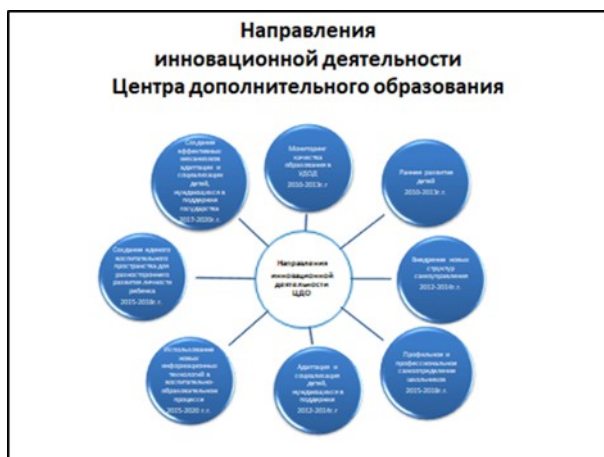 Направления
инновационной деятельности
Центра дополнительного образования
Мониторинг
качества
образования в
УДОД
2010-2013г.г
Раннее развитие
детей
2010-2013г.г.
Внедрение новых
структур
самоуправления
2012-2014г.г.
Профильное и
профессиональное
самоопределение
школьников
2015-2018г.г.
Адаптация и
социализация
детей,
нуждающихся в
поддержке
2012-2014г.г
Использование
новых
информационных
технологий в
воспитательно-
образовательном
процессе
2015-2020 г.г.
Создание единого
воспитательного
пространства для
разностороннего
развития личности
ребенка
2015-2018г.г.
Создание
эффективных
механизмов
адаптации и
социализации
детей,
нуждающихся в
поддержке
государства
2017-2020г.г.
Направления
инновационной
деятельности
ЦДО